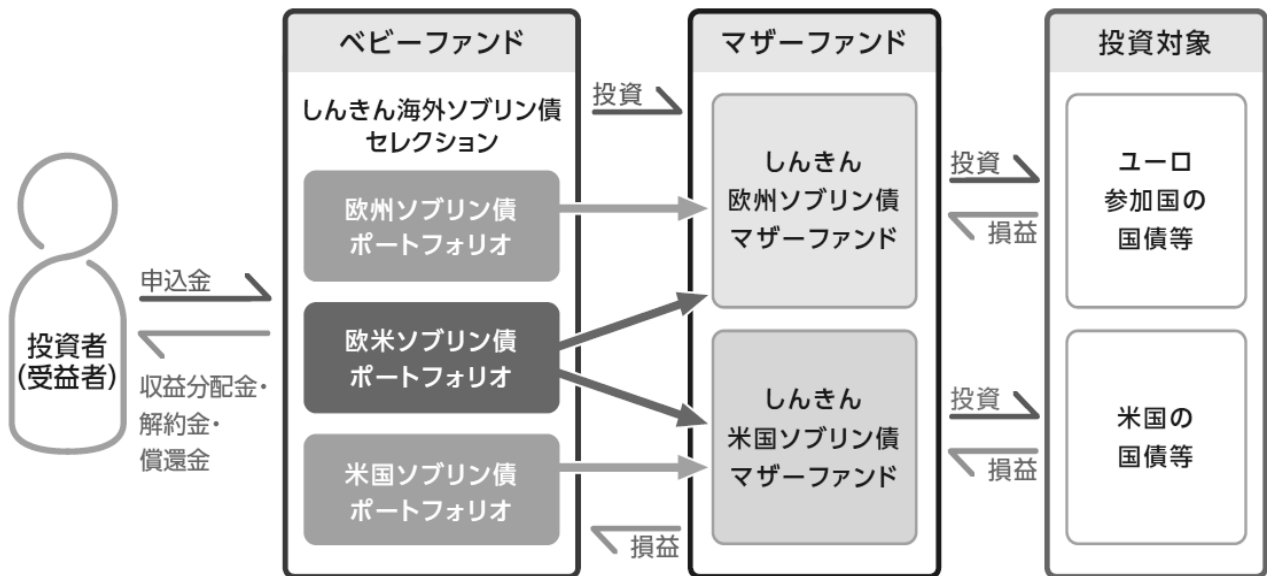 ベビーファンド
マザーファンド
投資対象
しんきん海外ソブリン債
セレクション
投資
欧州ソブリン債
ポートフォリオ
しんきん
欧州ソブリン債
マザーファンド
投資
損益
ユーロ
参加国の
国債等
投資者
(受益者)
申込金
収益分配金・
解約金・
償還金
欧米ソブリン債
ポートフォリオ
しんきん
米国ソブリン債
マザーファンド
投資
損益
米国の
国債等
米国ソブリン債
ポートフォリオ
損益